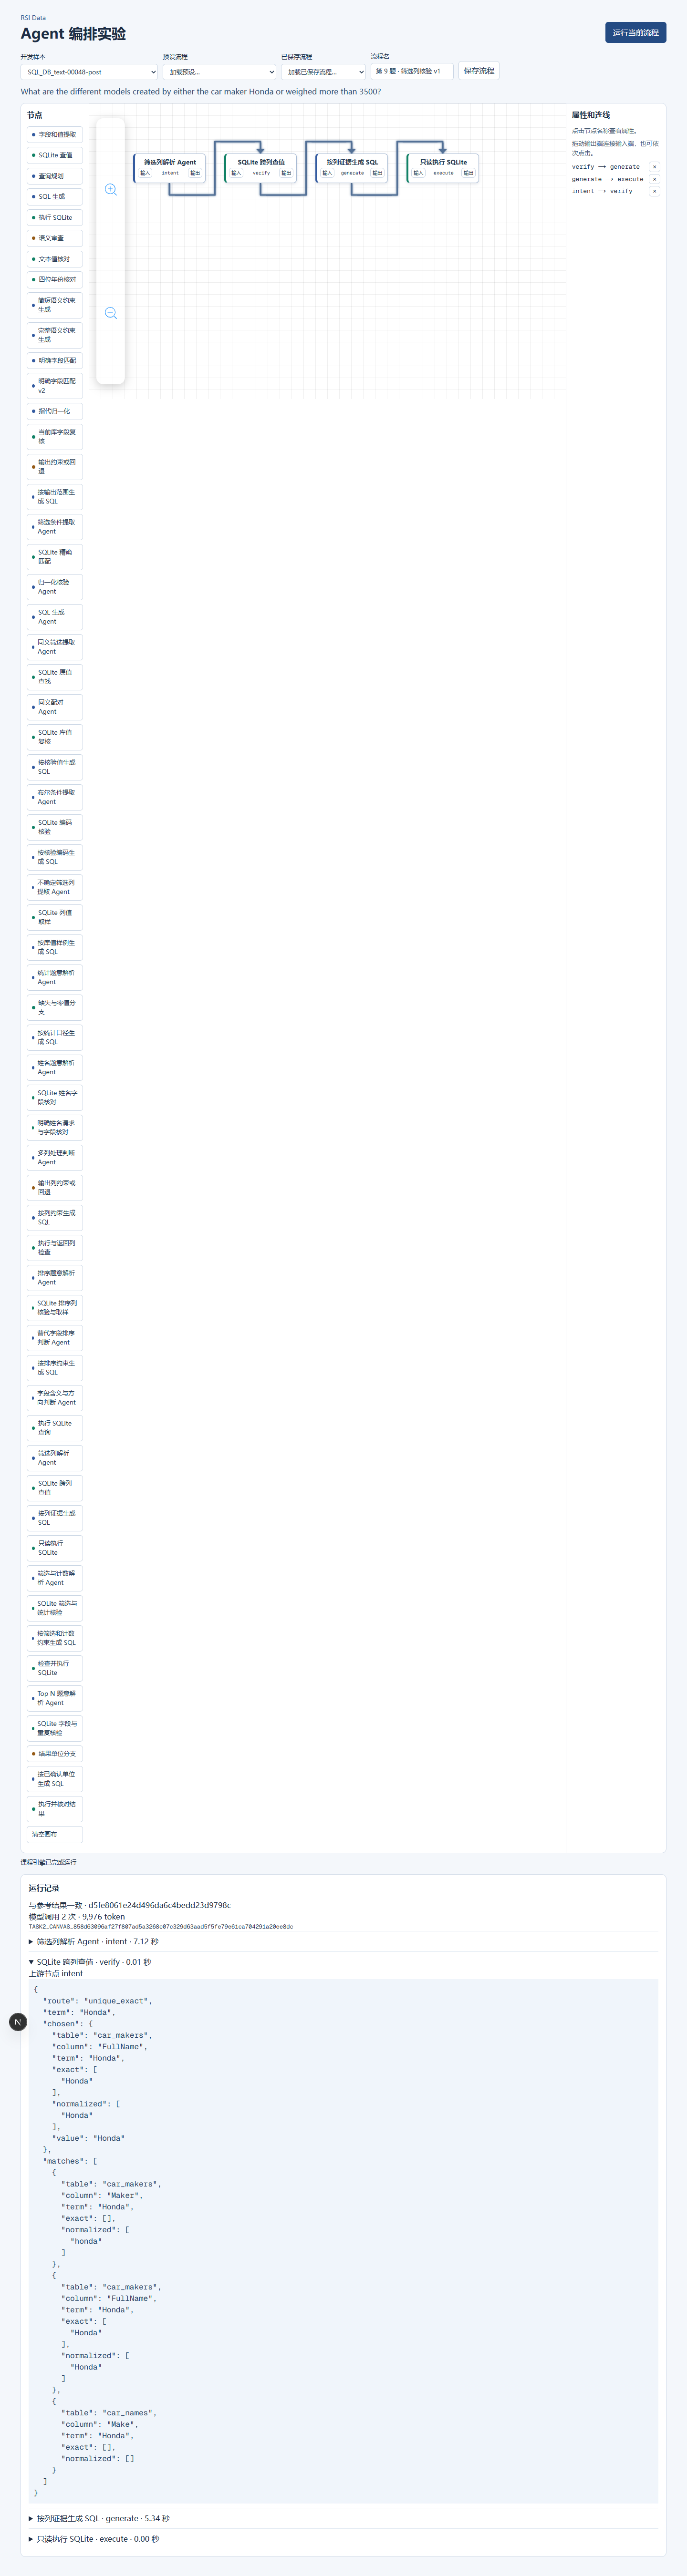 RSI Data
Agent 编排实验
运行当前流程
开发样本
预设流程
已保存流程
流程名
SQL_DB_text-00048-post
加载预设...
加载已保存流程...
第 9 题 · 筛选列核验 v1
保存流程
What are the different models created by either the car maker Honda or weighed more than 3500?
节点
字段和值提取
SQLite 查值
查询规划
SQL 生成
执行 SQLite
语义审查
文本值核对
四位年份核对
简短语义约束
生成
完整语义约束
生成
明确字段匹配
明确字段匹配
v2
指代归一化
当前库字段复
核
输出约束或回
退
按输出范围生
成 SQL
筛选条件提取
Agent
SQLite 精确
匹配
归一化核验
Agent
SQL 生成
Agent
同义筛选提取
Agent
SQLite 原值
查找
同义配对
Agent
SQLite 库值
复核
按核验值生成
SQL
布尔条件提取
Agent
SQLite 编码
核验
按核验编码生
成 SQL
不确定筛选列
提取 Agent
SQLite 列值
取样
按库值样例生
成 SQL
统计题意解析
Agent
缺失与零值分
支
按统计口径生
成 SQL
姓名题意解析
Agent
SQLite 姓名字
段核对
明确姓名请求
与字段核对
多列处理判断
Agent
输出列约束或
回退
按列约束生成
SQL
执行与返回列
检查
排序题意解析
Agent
SQLite 排序列
核验与取样
替代字段排序
判断 Agent
按排序约束生
成 SQL
字段含义与方
向判断 Agent
执行 SQLite
查询
筛选列解析
Agent
SQLite 跨列
查值
按列证据生成
SQL
只读执行
SQLite
筛选与计数解
析 Agent
SQLite 筛选与
统计核验
按筛选和计数
约束生成 SQL
检查并执行
SQLite
Top N 题意解
析 Agent
SQLite 字段与
重复核验
结果单位分支
按已确认单位
生成 SQL
执行并核对结
果
清空画布
筛选列解析 Agent
输入 intent 输出
SQLite 跨列查值
输入 verify 输出
按列证据生成 SQL
输入 generate 输出
只读执行 SQLite
输入 execute 输出
属性和连线
点击节点名称查看属性。
拖动输出端连接输入端，也可依
次点击。
verify → generate ×
generate → execute ×
intent → verify ×
课程引擎已完成运行
运行记录
与参考结果一致 · d5fe8061e24d496da6c4bedd23d9798c
模型调用 2 次 · 9,976 token
▶ 筛选列解析 Agent · intent · 7.12 秒
▼ SQLite 跨列查值 · verify · 0.01 秒
上游节点 intent
{
"route": "unique_exact",
"term": "Honda",
"chosen": {
"table": "car_makers",
"column": "FullName",
"term": "Honda",
"exact": [
"Honda"
],
"normalized": [
"Honda"
],
"value": "Honda"
},
"matches": [
{
"table": "car_makers",
"column": "Maker",
"term": "Honda",
"exact": [],
"normalized": [
"honda"
]
},
{
"table": "car_makers",
"column": "FullName",
"term": "Honda",
"exact": [
"Honda"
],
"normalized": [
"Honda"
]
},
{
"table": "car_names",
"column": "Make",
"term": "Honda",
"exact": [],
"normalized": []
}
]
}
▶ 按列证据生成 SQL · generate · 5.34 秒
▶ 只读执行 SQLite · execute · 0.00 秒
N